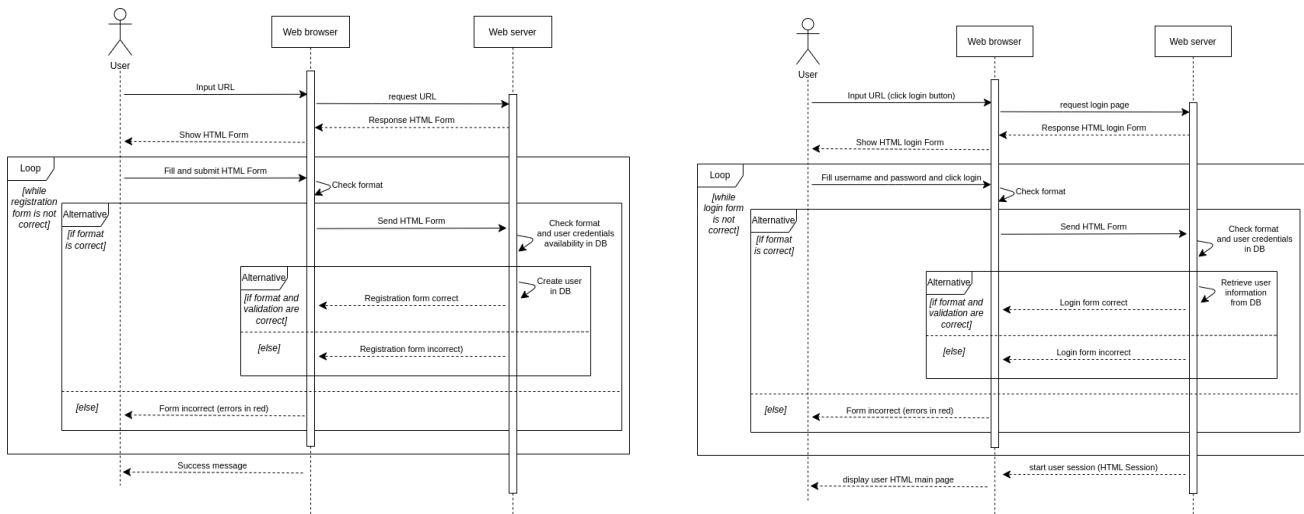 Web browser
Web server
User
Input URL
request URL
Response HTML Form
Show HTML Form
Loop
[while
registration
form is not
correct]
Fill and submit HTML Form
Check format
Alternative
[if format
is correct]
Send HTML Form
Check format
and user credentials
availability in DB
Alternative
[if format and
validation are
correct]
Create user
in DB
Registration form correct
[else]
Registration form incorrect)
[else]
Form incorrect (errors in red)
Success message
Web browser
Web server
User
Input URL (click login button)
request login page
Response HTML login Form
Show HTML login Form
Loop
[while
login form
is not
correct]
Fill username and password and click login
Check format
Alternative
[if format
is correct]
Send HTML Form
Check format
and user credentials
in DB
Alternative
[if format and
validation are
correct]
Retrieve user
information
from DB
Login form correct
[else]
Login form incorrect
[else]
Form incorrect (errors in red)
start user session (HTML Session)
display user HTML main page